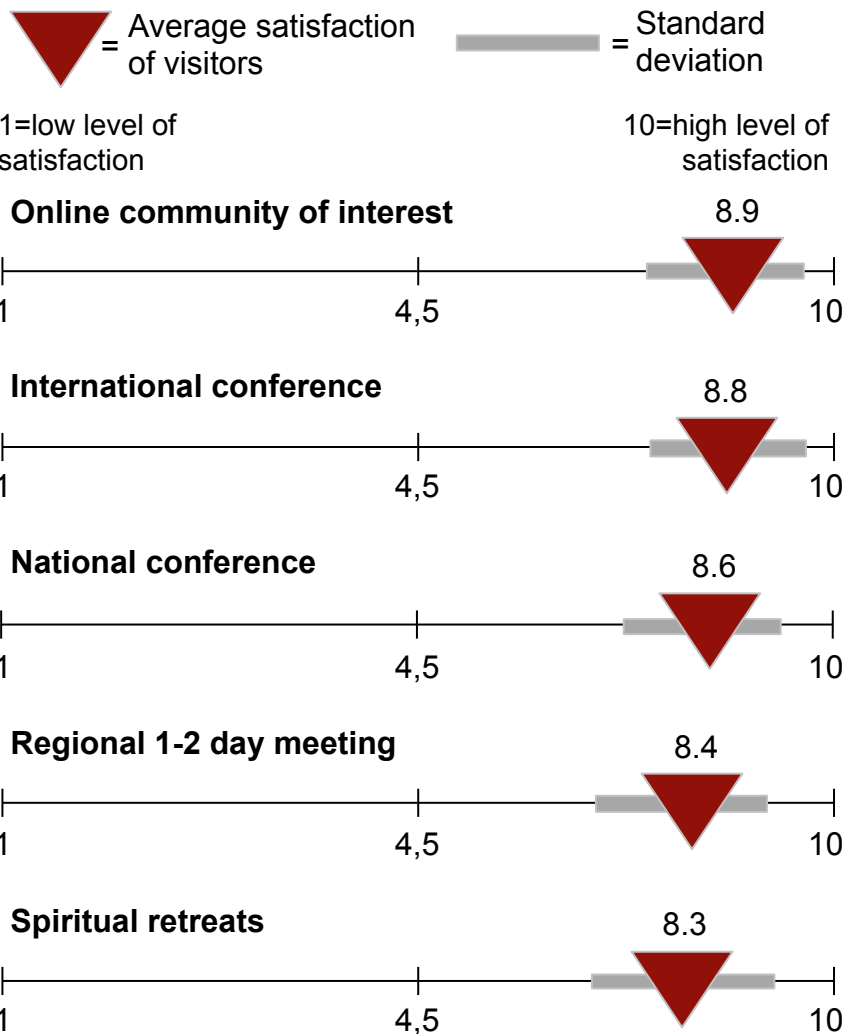 = Average satisfaction
of visitors
= Standard
deviation
1=low level of
satisfaction
10=high level of
satisfaction
Online community of interest
8.9
1 4,5 10
International conference
8.8
1 4,5 10
National conference
8.6
1 4,5 10
Regional 1-2 day meeting
8.4
1 4,5 10
Spiritual retreats
8.3
1 4,5 10